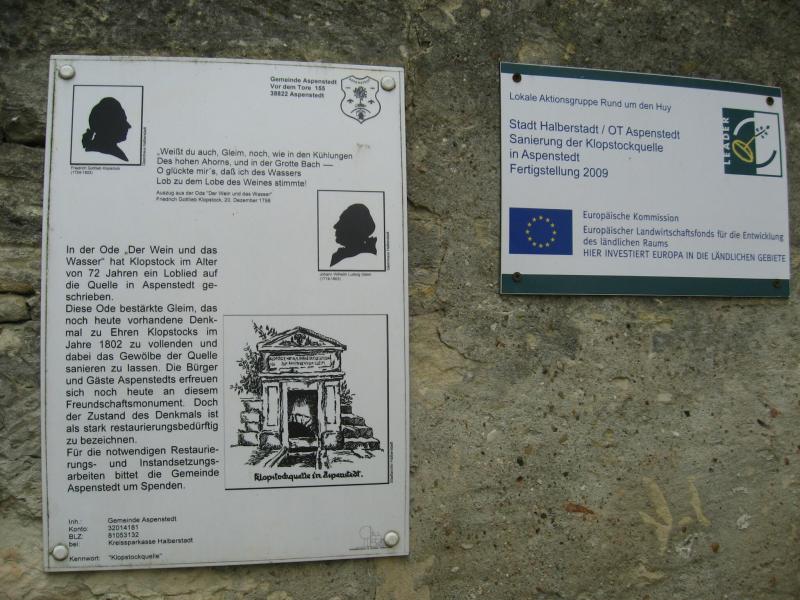 Gemeinde Aspenstedt
Vor dem Tore 155
38822 Aspenstedt
Friedrich Gottlieb Klopstock
„Weißt du auch, Gleim, noch, wie in den Kühlungen
Des hohen Ahorns, und in der Grotte Bach —
O glückte mir´s, daß ich des Wassers
Lob zu dem Lobe des Weines stimmte!
Auszug aus der Ode "Der Wein und das Wasser"
Friedrich Gottlieb Klopstock, 20. Dezember 1796
Johann Wilhelm Ludwig Gleim
(1719-1803)
In der Ode „Der Wein und das
Wasser“ hat Klopstock im Alter
von 72 Jahren ein Loblied auf
die Quelle in Aspenstedt ge-
schrieben.
Diese Ode bestärkte Gleim, das
noch heute vorhandene Denk-
mal zu Ehren Klopstocks im
Jahre 1802 zu vollenden und
dabei das Gewölbe der Quelle
sanieren zu lassen. Die Bürger
und Gäste Aspenstedts erfreuen
sich noch heute an diesem
Freundschaftsmonument. Doch
der Zustand des Denkmals ist
als stark restaurierungsbedürftig
zu bezeichnen.
Für die notwendigen Restaurie-
rungs- und Instandsetzungs-
arbeiten bittet die Gemeinde
Aspenstedt um Spenden.
Klopstockquelle in Aspenstedt.
Inh.: Gemeinde Aspenstedt
Konto: 32014181
BLZ: 81053132
bei: Kreissparkasse Halberstadt
Kennwort: "Klopstockquelle"
Lokale Aktionsgruppe Rund um den Huy
Stadt Halberstadt / OT Aspenstedt
Sanierung der Klopstockquelle
in Aspenstedt
Fertigstellung 2009
LEADER
Europäische Kommission
Europäischer Landwirtschaftsfonds für die Entwicklung
des ländlichen Raums
HIER INVESTIERT EUROPA IN DIE LÄNDLICHEN GEBIETE